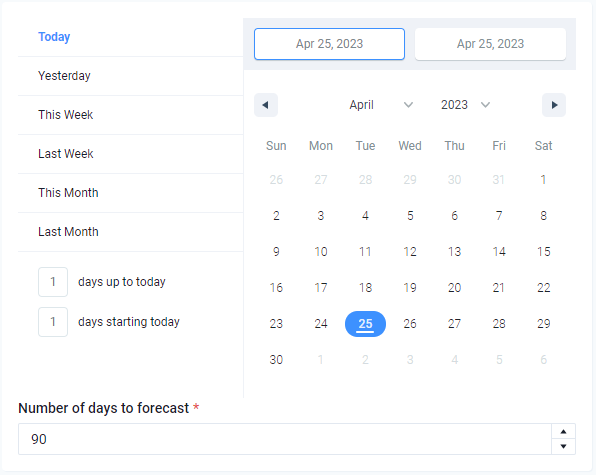 Today
Yesterday
This Week
Last Week
This Month
Last Month
1 days up to today
1 days starting today
Apr 25, 2023 Apr 25, 2023
April 2023
Sun Mon Tue Wed Thu Fri Sat
26 27 28 29 30 31 1
2 3 4 5 6 7 8
9 10 11 12 13 14 15
16 17 18 19 20 21 22
23 24 25 26 27 28 29
30 1 2 3 4 5 6
Number of days to forecast *
90